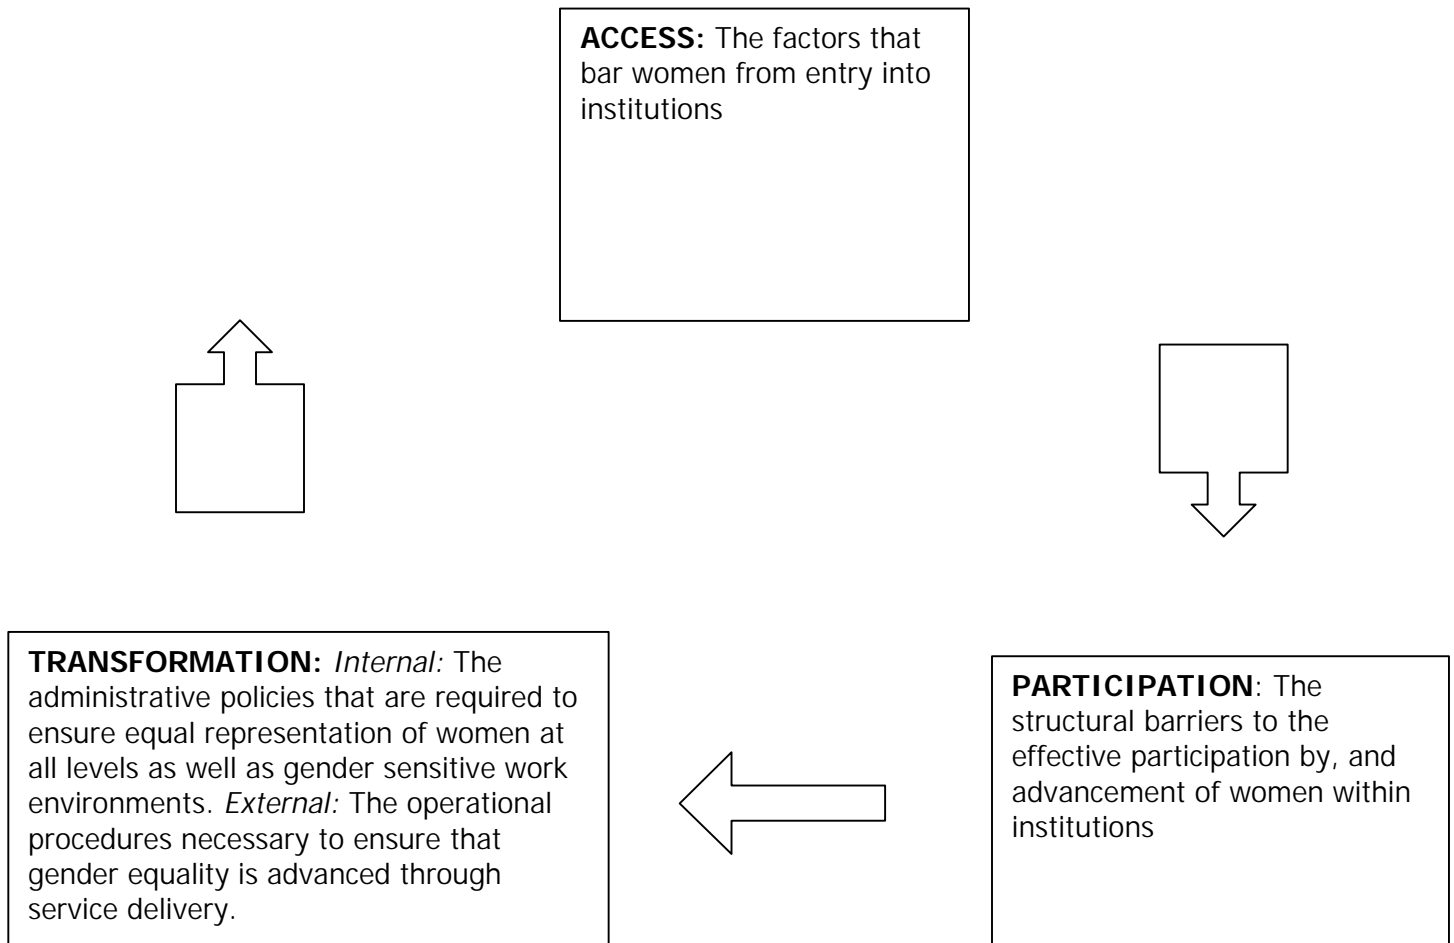 ACCESS: The factors that
bar women from entry into
institutions
TRANSFORMATION: Internal: The
administrative policies that are required to
ensure equal representation of women at
all levels as well as gender sensitive work
environments. External: The operational
procedures necessary to ensure that
gender equality is advanced through
service delivery.
PARTICIPATION: The
structural barriers to the
effective participation by, and
advancement of women within
institutions